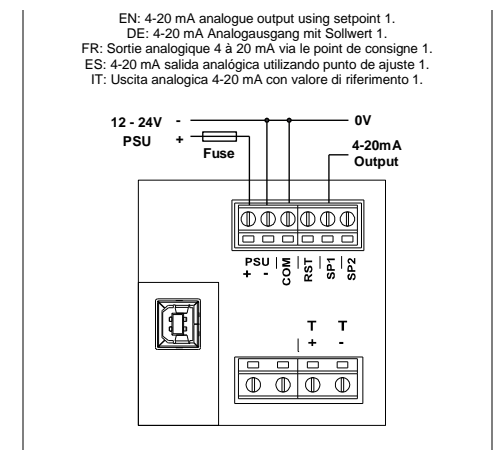 EN: 4-20 mA analogue output using setpoint 1.
DE: 4-20 mA Analogausgang mit Sollwert 1.
FR: Sortie analogique 4 à 20 mA via le point de consigne 1.
ES: 4-20 mA salida analógica utilizando punto de ajuste 1.
IT: Uscita analogica 4-20 mA con valore di riferimento 1.
12 - 24V - 0V
PSU + Fuse
4-20mA
Output
PSU
+ - COM RST SP1 SP2
T T
+ -